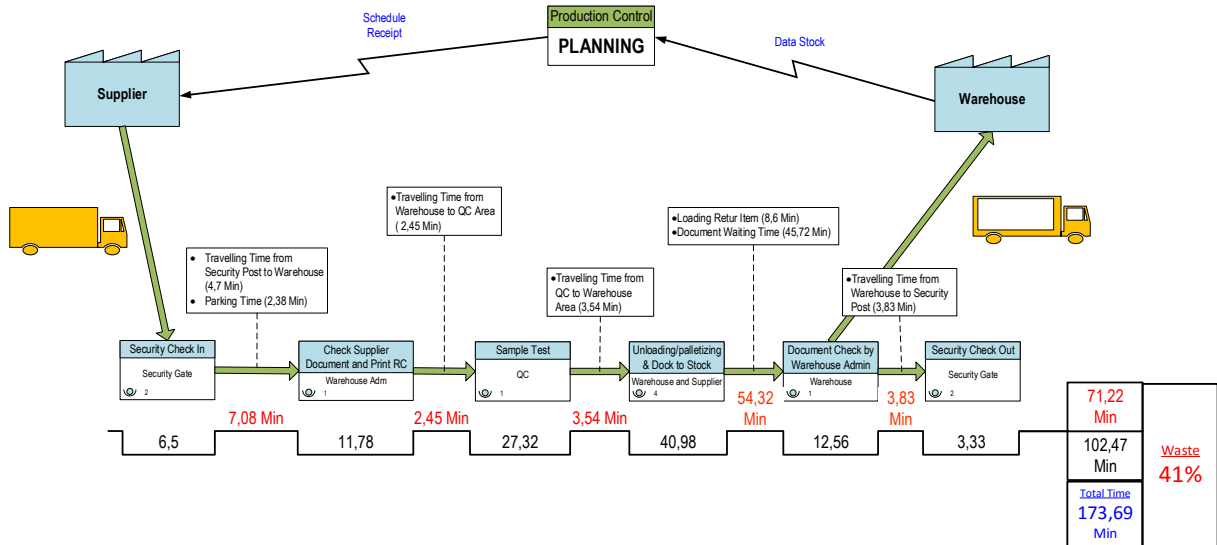 Production Control
PLANNING
Schedule
Receipt
Data Stock
Supplier
Warehouse
•Travelling Time from
Warehouse to QC Area
( 2,45 Min)
•Loading Retur Item (8,6 Min)
•Document Waiting Time (45,72 Min)
• Travelling Time from
Security Post to Warehouse
(4,7 Min)
• Parking Time (2,38 Min)
•Travelling Time from
QC to Warehouse
Area (3,54 Min)
•Travelling Time from
Warehouse to Security
Post (3,83 Min)
Security Check In
Security Gate
2
Check Supplier
Document and Print RC
Warehouse Adm
1
Sample Test
QC
1
Unloading/palletizing
& Dock to Stock
Warehouse and Supplier
4
Document Check by
Warehouse Admin
Warehouse
1
Security Check Out
Security Gate
2
7,08 Min
2,45 Min
3,54 Min
54,32
Min
3,83
Min
6,5
11,78
27,32
40,98
12,56
3,33
71,22
Min
102,47
Min
Total Time
173,69
Min
Waste
41%